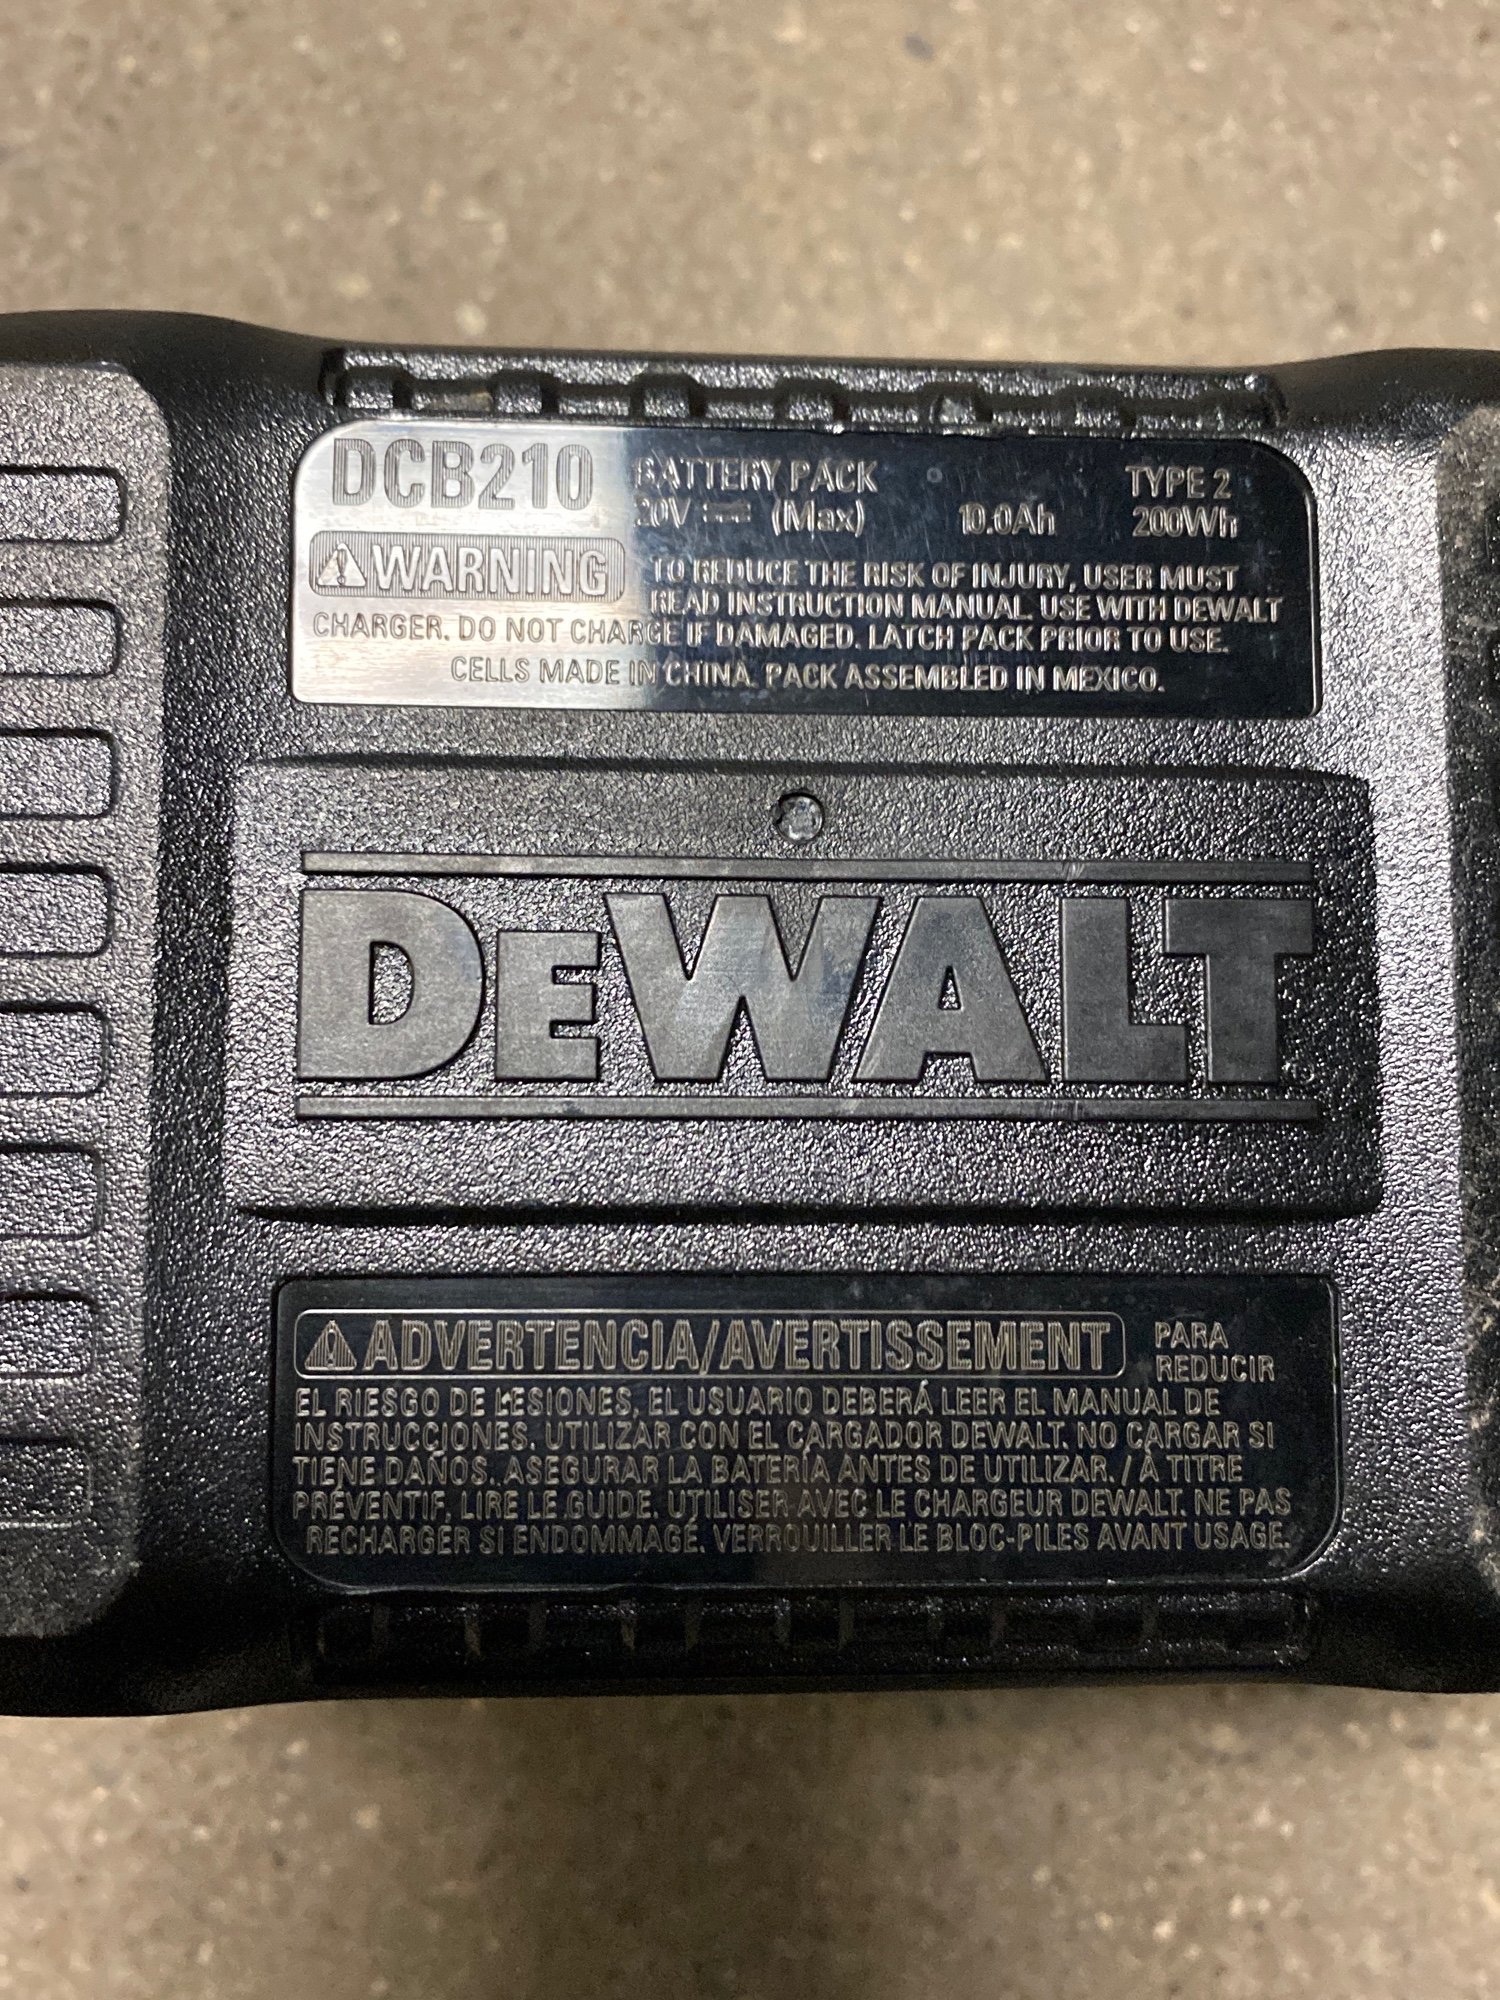 DCB210 BATTERY PACK TYPE 2
20V (Max) 10.0Ah 200Wh
WARNING TO REDUCE THE RISK OF INJURY, USER MUST
READ INSTRUCTION MANUAL. USE WITH DEWALT
CHARGER. DO NOT CHARGE IF DAMAGED. LATCH PACK PRIOR TO USE.
CELLS MADE IN CHINA. PACK ASSEMBLED IN MEXICO.
DEWALT®
ADVERTENCIA/AVERTISSEMENT PARA
REDUCIR
EL RIESGO DE LESIONES, EL USUARIO DEBERÁ LEER EL MANUAL DE
INSTRUCCIONES. UTILIZAR CON EL CARGADOR DEWALT. NO CARGAR SI
TIENE DAÑOS. ASEGURAR LA BATERÍA ANTES DE UTILIZAR. / À TITRE
PRÉVENTIF, LIRE LE GUIDE. UTILISER AVEC LE CHARGEUR DEWALT. NE PAS
RECHARGER SI ENDOMMAGÉ. VERROUILLER LE BLOC-PILES AVANT USAGE.